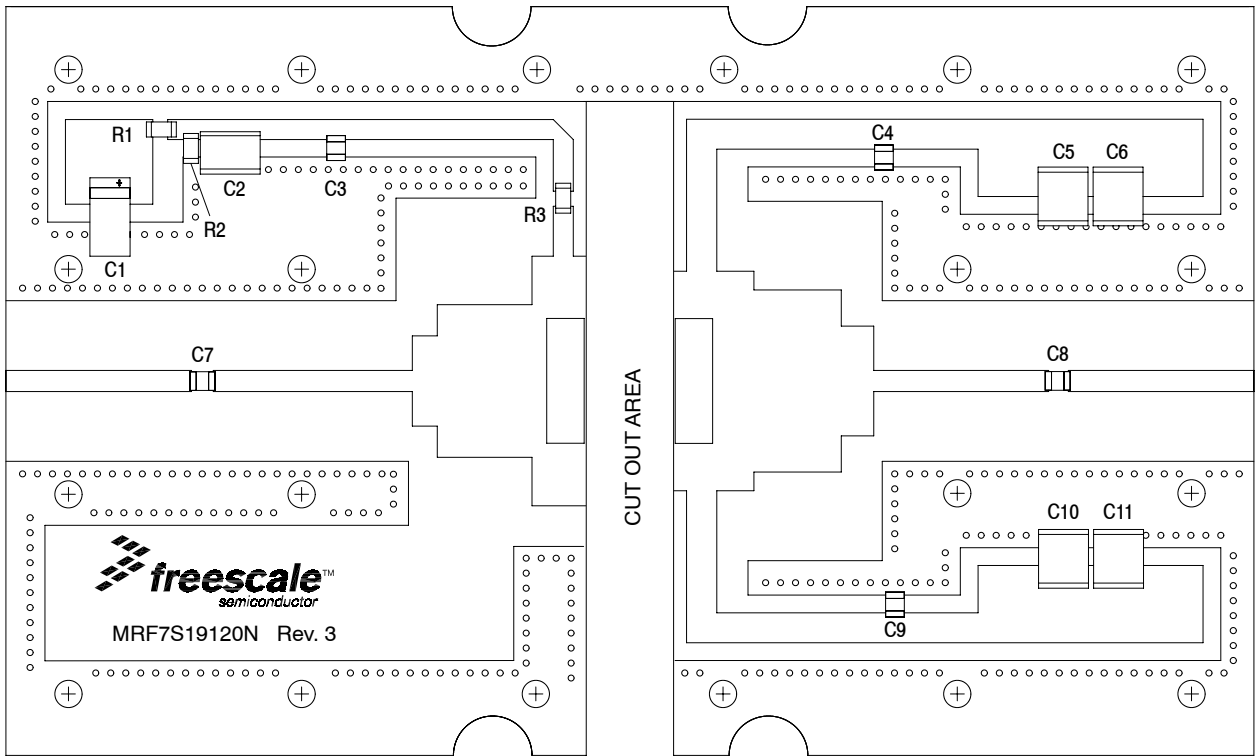 R1
C2
C3
R2
C1
R3
C4
C5 C6
C7
C8
CUT OUT AREA
C10 C11
C9
freescale™
semiconductor
MRF7S19120N Rev. 3
+